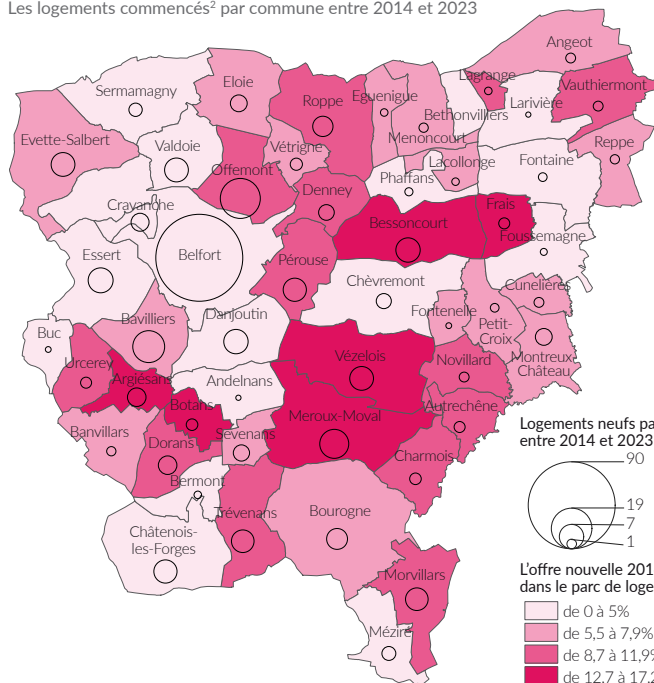 Les logements commencés² par commune entre 2014 et 2023
Angeot
Sermamagny
Eloie
Roppe
Eguenigue
Lagrange
Vauthiermont
Bethonvilliers
Larivière
Menoncourt
Evette-Salbert
Valdoie
Vétrigne
Reppe
Offemont
Lacollonge
Fontaine
Phaffans
Denney
Cravanche
Bessoncourt
Frais
Foussemagne
Essert
Belfort
Pérouse
Chèvremont
Cunelières
Fontenelle
Petit-
Croix
Bavilliers
Danjoutin
Buc
Montreux-
Château
Urcerey
Vézelois
Novillard
Argiésans
Andelnans
Botans
Autrechêne
Meroux-Moval
Banvillars
Dorans
Sevenans
Charmois
Bermont
Trévenans
Bourogne
Châtenois-
les-Forges
Morvillars
Méziré
Logements neufs pa
entre 2014 et 2023
90
19
7
1
L'offre nouvelle 201
dans le parc de loge
de 0 à 5%
de 5,5 à 7,9%
de 8,7 à 11,9%
de 12,7 à 17,2